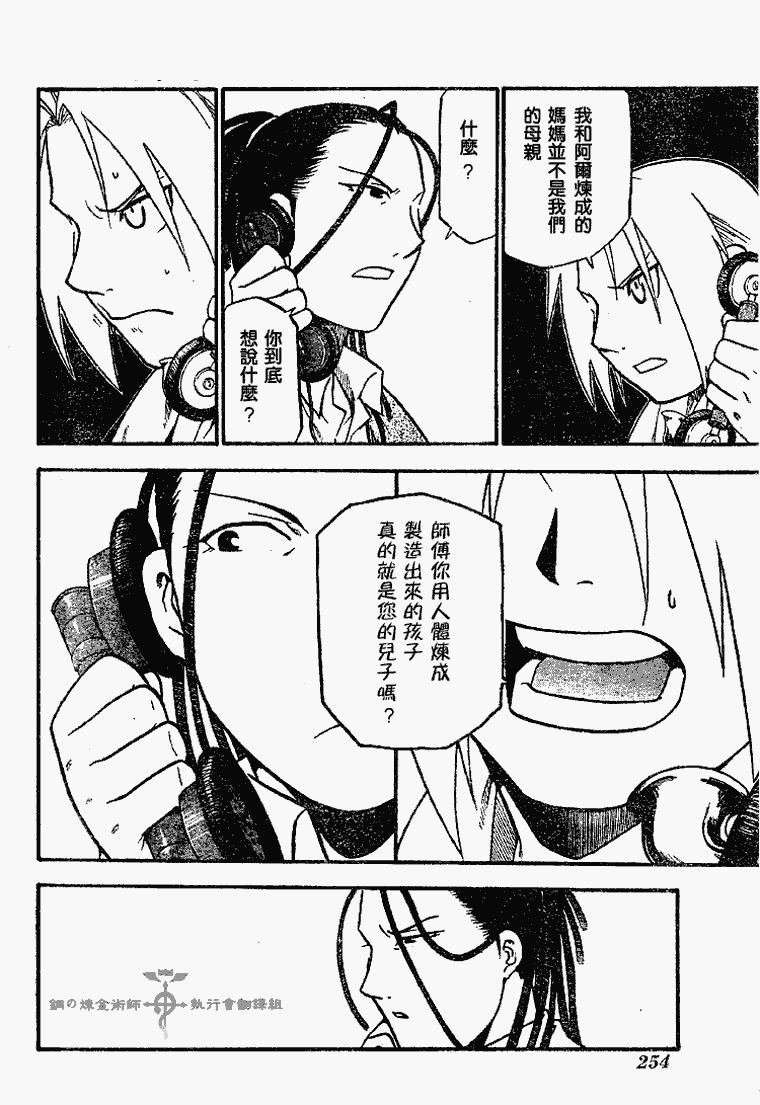 我和阿爾煉成的
媽媽並不是我們
的母親
什麼？
你到底
想說什麼？
師傅你用人體煉成
製造出來的孩子
真的就是您的兒子嗎？
鋼の煉金術師
執行會翻譯組
254